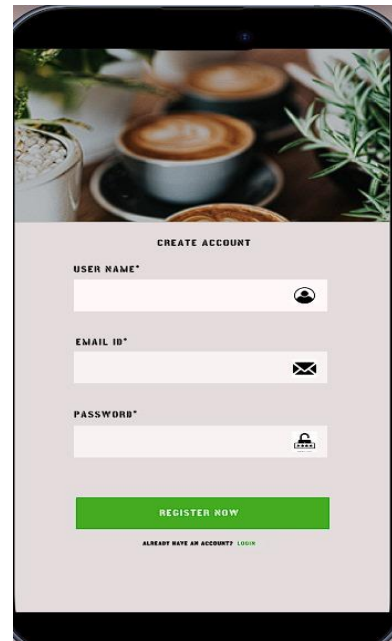 CREATE ACCOUNT
USER NAME*
EMAIL ID*
PASSWORD*
REGISTER NOW
ALREADY HAVE AN ACCOUNT? LOGIN